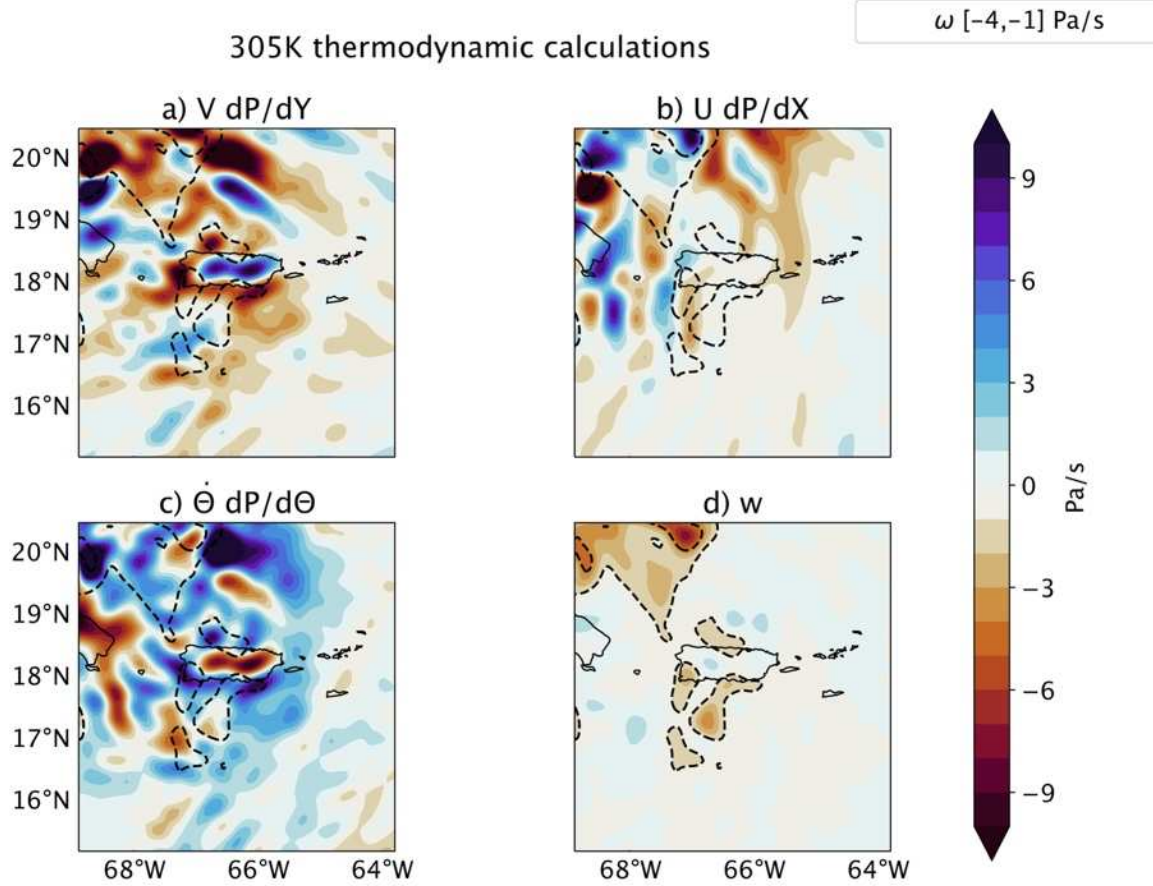 ω [-4,-1] Pa/s
305K thermodynamic calculations
a) V dP/dY
b) U dP/dX
20°N
19°N
18°N
17°N
16°N
c) Θ̇ dP/dΘ
d) w
20°N
19°N
18°N
17°N
16°N
68°W 66°W 64°W
68°W 66°W 64°W
9
6
3
0
−3
−6
−9
Pa/s